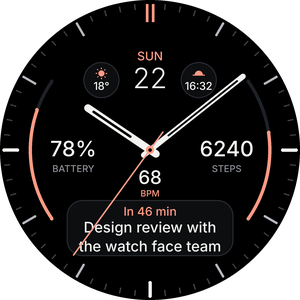 SUN
22
18°
16:32
78%
BATTERY
6240
STEPS
68
BPM
In 46 min
Design review with
the watch face team